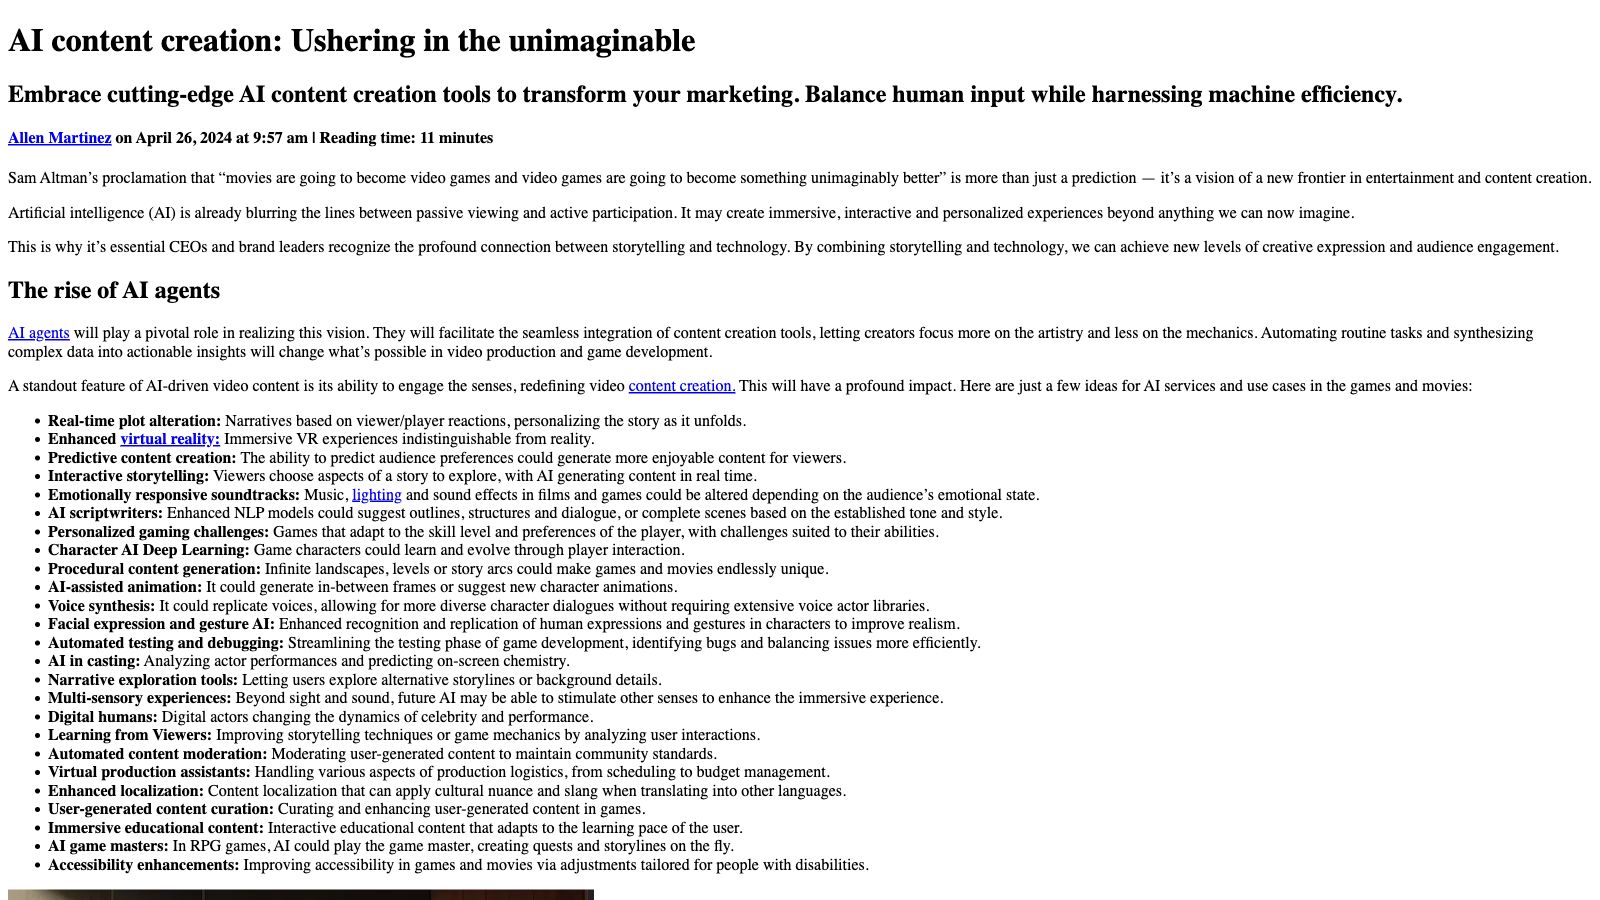 AI content creation: Ushering in the unimaginable
Embrace cutting-edge AI content creation tools to transform your marketing. Balance human input while harnessing machine efficiency.
Allen Martinez on April 26, 2024 at 9:57 am | Reading time: 11 minutes
Sam Altman’s proclamation that “movies are going to become video games and video games are going to become something unimaginably better” is more than just a prediction — it’s a vision of a new frontier in entertainment and content creation.
Artificial intelligence (AI) is already blurring the lines between passive viewing and active participation. It may create immersive, interactive and personalized experiences beyond anything we can now imagine.
This is why it’s essential CEOs and brand leaders recognize the profound connection between storytelling and technology. By combining storytelling and technology, we can achieve new levels of creative expression and audience engagement.
The rise of AI agents
AI agents will play a pivotal role in realizing this vision. They will facilitate the seamless integration of content creation tools, letting creators focus more on the artistry and less on the mechanics. Automating routine tasks and synthesizing
complex data into actionable insights will change what’s possible in video production and game development.
A standout feature of AI-driven video content is its ability to engage the senses, redefining video content creation. This will have a profound impact. Here are just a few ideas for AI services and use cases in the games and movies:
• Real-time plot alteration: Narratives based on viewer/player reactions, personalizing the story as it unfolds.
• Enhanced virtual reality: Immersive VR experiences indistinguishable from reality.
• Predictive content creation: The ability to predict audience preferences could generate more enjoyable content for viewers.
• Interactive storytelling: Viewers choose aspects of a story to explore, with AI generating content in real time.
• Emotionally responsive soundtracks: Music, lighting and sound effects in films and games could be altered depending on the audience’s emotional state.
• AI scriptwriters: Enhanced NLP models could suggest outlines, structures and dialogue, or complete scenes based on the established tone and style.
• Personalized gaming challenges: Games that adapt to the skill level and preferences of the player, with challenges suited to their abilities.
• Character AI Deep Learning: Game characters could learn and evolve through player interaction.
• Procedural content generation: Infinite landscapes, levels or story arcs could make games and movies endlessly unique.
• AI-assisted animation: It could generate in-between frames or suggest new character animations.
• Voice synthesis: It could replicate voices, allowing for more diverse character dialogues without requiring extensive voice actor libraries.
• Facial expression and gesture AI: Enhanced recognition and replication of human expressions and gestures in characters to improve realism.
• Automated testing and debugging: Streamlining the testing phase of game development, identifying bugs and balancing issues more efficiently.
• AI in casting: Analyzing actor performances and predicting on-screen chemistry.
• Narrative exploration tools: Letting users explore alternative storylines or background details.
• Multi-sensory experiences: Beyond sight and sound, future AI may be able to stimulate other senses to enhance the immersive experience.
• Digital humans: Digital actors changing the dynamics of celebrity and performance.
• Learning from Viewers: Improving storytelling techniques or game mechanics by analyzing user interactions.
• Automated content moderation: Moderating user-generated content to maintain community standards.
• Virtual production assistants: Handling various aspects of production logistics, from scheduling to budget management.
• Enhanced localization: Content localization that can apply cultural nuance and slang when translating into other languages.
• User-generated content curation: Curating and enhancing user-generated content in games.
• Immersive educational content: Interactive educational content that adapts to the learning pace of the user.
• AI game masters: In RPG games, AI could play the game master, creating quests and storylines on the fly.
• Accessibility enhancements: Improving accessibility in games and movies via adjustments tailored for people with disabilities.